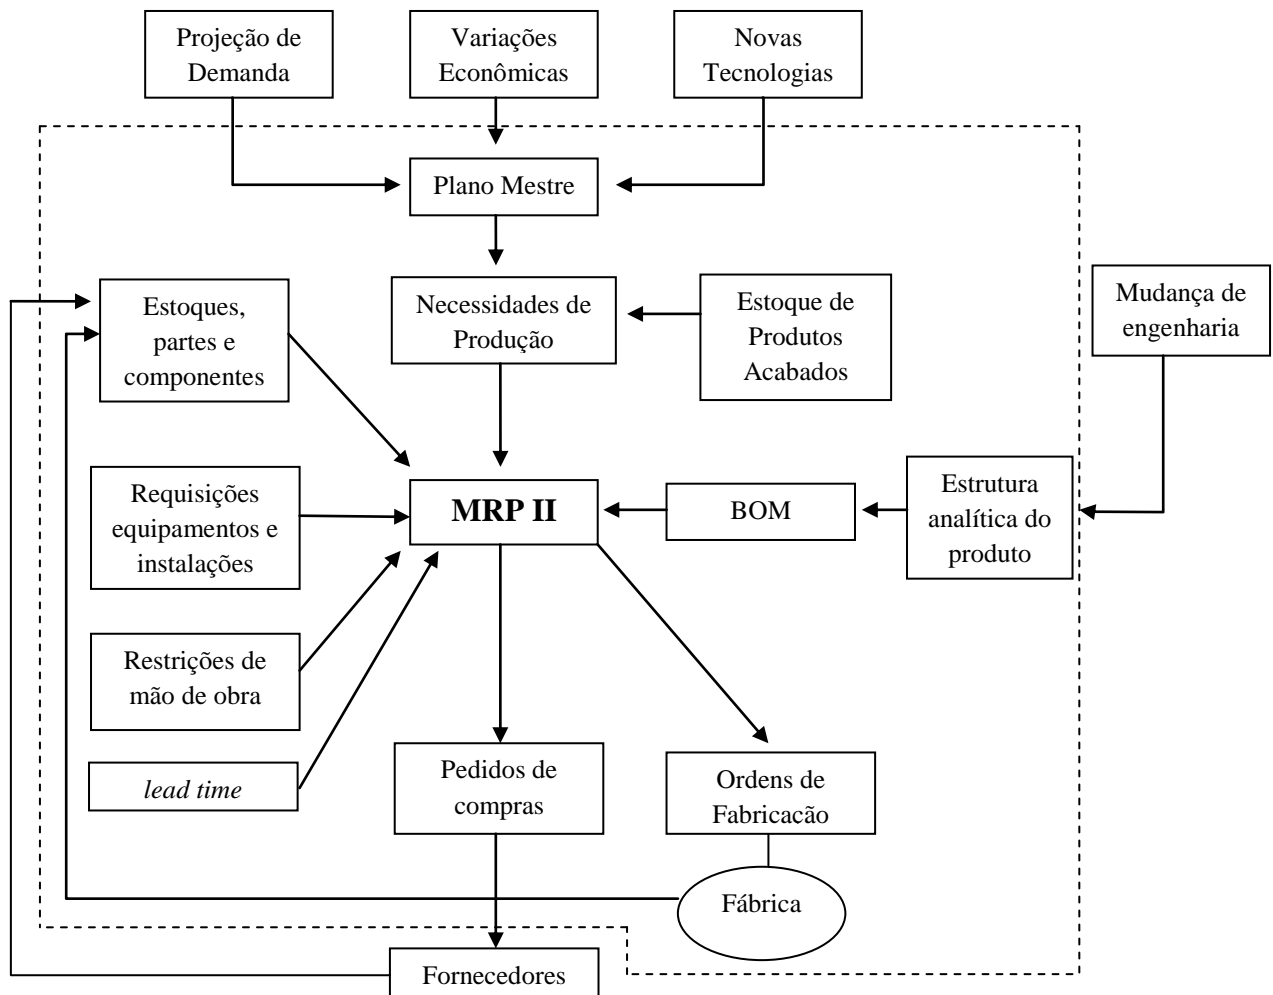 Projeção de
Demanda
Variações
Econômicas
Novas
Tecnologias
Plano Mestre
Estoques,
partes e
componentes
Necessidades de
Produção
Estoque de
Produtos
Acabados
Mudança de
engenharia
Requisições
equipamentos e
instalações
MRP II
BOM
Estrutura
analítica do
produto
Restrições de
mão de obra
lead time
Pedidos de
compras
Ordens de
Fabricacão
Fábrica
Fornecedores